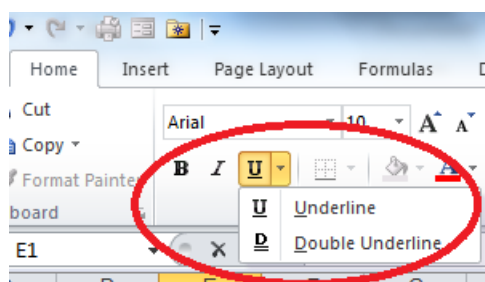 Home Insert Page Layout Formulas
Cut
Copy
Arial 10 A A
Format Painter
B I U A
board
U Underline
D Double Underline
E1